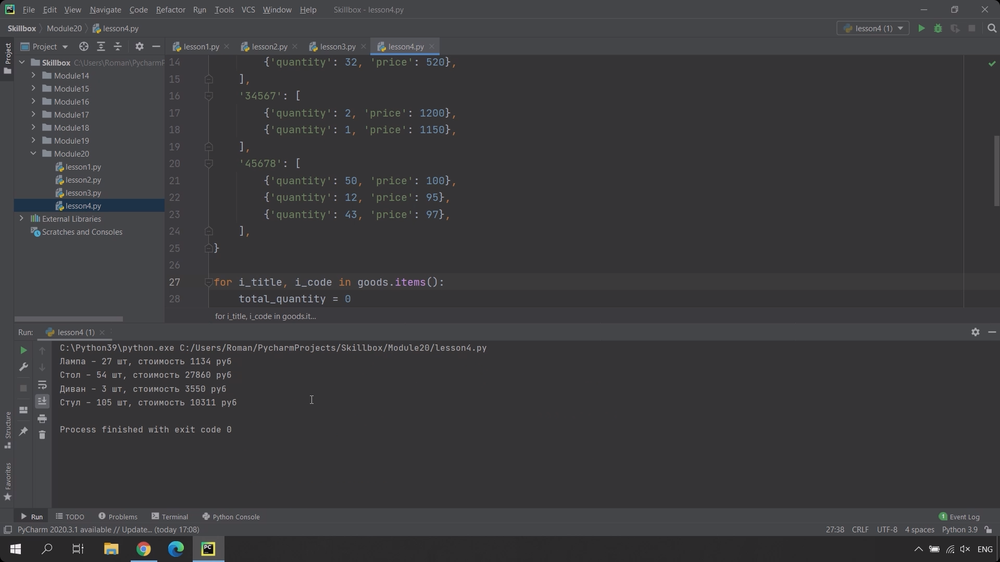 File Edit View Navigate Code Refactor Run Tools VCS Window Help Skillbox - lesson4.py
Skillbox Module20 lesson4.py lesson4 (1)
Project lesson1.py lesson2.py lesson3.py lesson4.py
Project
Skillbox C:\Users\Roman\PycharmP
Module14
Module15
Module16
Module17
Module18
Module19
Module20
lesson1.py
lesson2.py
lesson3.py
lesson4.py
External Libraries
Scratches and Consoles
14 {'quantity': 32, 'price': 520},
15 ],
16 '34567': [
17 {'quantity': 2, 'price': 1200},
18 {'quantity': 1, 'price': 1150},
19 ],
20 '45678': [
21 {'quantity': 50, 'price': 100},
22 {'quantity': 12, 'price': 95},
23 {'quantity': 43, 'price': 97},
24 ],
25 }
26
27 for i_title, i_code in goods.items():
28 total_quantity = 0
for i_title, i_code in goods.it...
Run: lesson4 (1)
C:\Python39\python.exe C:/Users/Roman/PycharmProjects/Skillbox/Module20/lesson4.py
Лампа - 27 шт, стоимость 1134 руб
Стол - 54 шт, стоимость 27860 руб
Диван - 3 шт, стоимость 3550 руб
Стул - 105 шт, стоимость 10311 руб
Process finished with exit code 0
Structure
Favorites
Run TODO Problems Terminal Python Console 1 Event Log
PyCharm 2020.3.1 available // Update... (today 17:08) 27:38 CRLF UTF-8 4 spaces Python 3.9
PC ENG